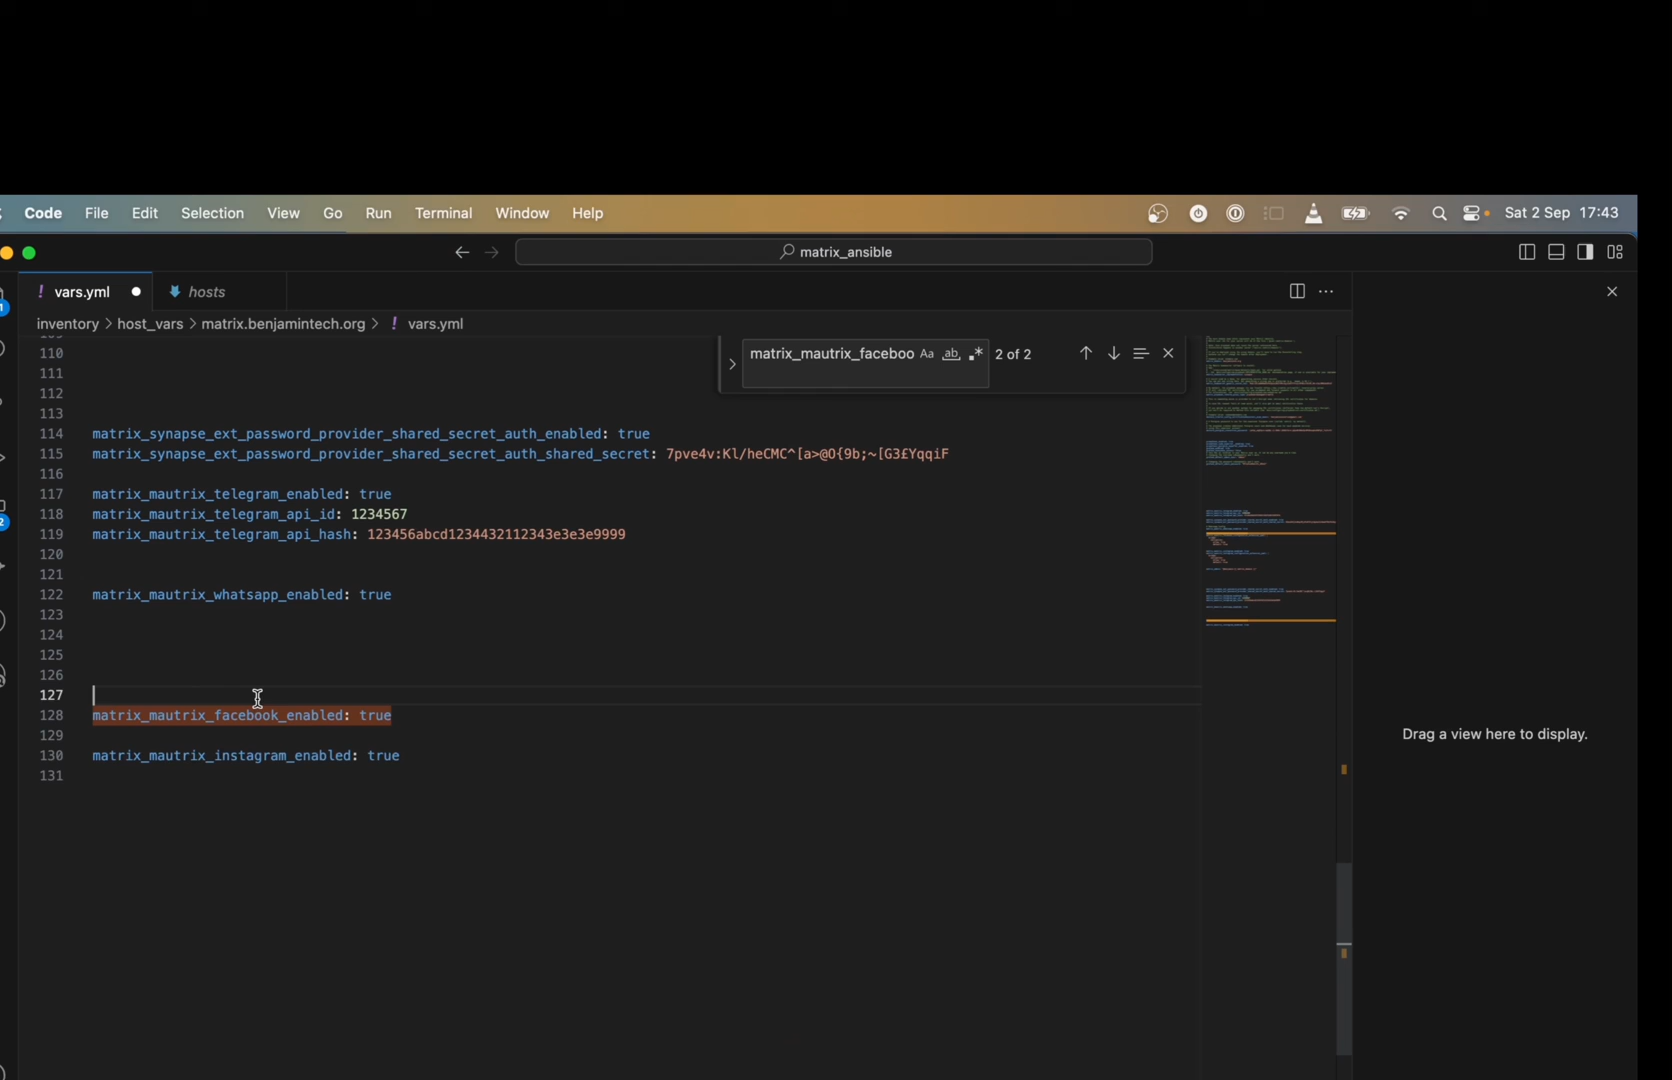 Code File Edit Selection View Go Run Terminal Window Help Sat 2 Sep 17:43
matrix_ansible
! vars.yml hosts
inventory > host_vars > matrix.benjamintech.org > ! vars.yml
matrix_mautrix_faceboo Aa ab .* 2 of 2
110
111
112
113
114 matrix_synapse_ext_password_provider_shared_secret_auth_enabled: true
115 matrix_synapse_ext_password_provider_shared_secret_auth_shared_secret: 7pve4v:Kl/heCMC^[a>@O{9b;~[G3£YqqiF
116
117 matrix_mautrix_telegram_enabled: true
118 matrix_mautrix_telegram_api_id: 1234567
119 matrix_mautrix_telegram_api_hash: 123456abcd1234432112343e3e3e9999
120
121
122 matrix_mautrix_whatsapp_enabled: true
123
124
125
126
127
128 matrix_mautrix_facebook_enabled: true
129
130 matrix_mautrix_instagram_enabled: true
131
Drag a view here to display.